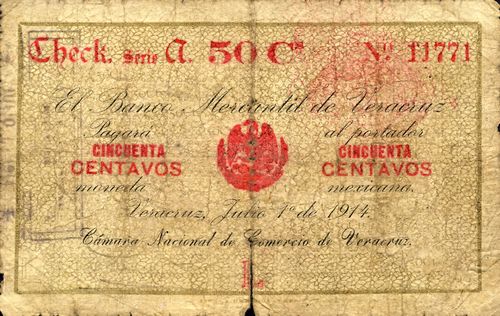 Check. Serie A. 50 Cs Nº 11771
El Banco Mercantil de Veracruz
Pagará al portador
CINCUENTA CENTAVOS CINCUENTA CENTAVOS
moneda mexicana.
Veracruz, Julio 1º de 1914.
Cámara Nacional de Comercio de Veracruz.